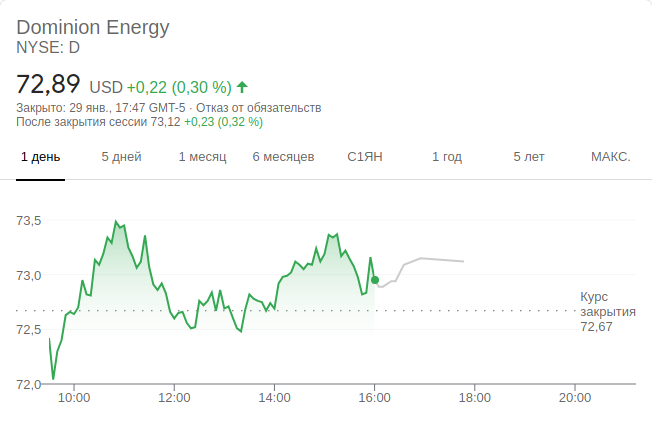 Dominion Energy
NYSE: D
72,89 USD +0,22 (0,30 %)
Закрыто: 29 янв., 17:47 GMT-5 · Отказ от обязательств
После закрытия сессии 73,12 +0,23 (0,32 %)
1 день 5 дней 1 месяц 6 месяцев С1ЯН 1 год 5 лет МАКС.
73,5
73,0
Курс
закрытия
72,67
72,5
72,0
10:00 12:00 14:00 16:00 18:00 20:00